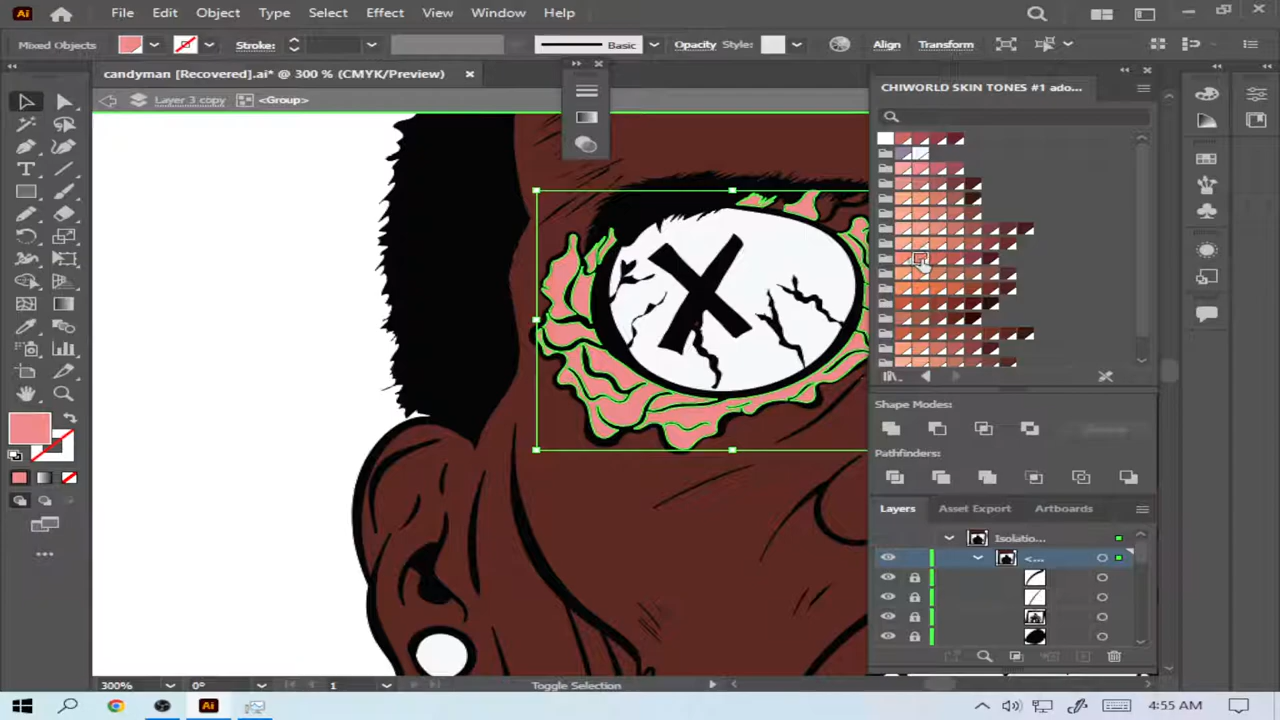 Ai File Edit Object Type Select Effect View Window Help
Mixed Objects Stroke: Basic Opacity Style: Align Transform
candyman [Recovered].ai* @ 300 % (CMYK/Preview)
Layer 3 copy <Group>
CHIWORLD SKIN TONES #1 ado...
X
Shape Modes:
Pathfinders:
Layers Asset Export Artboards
Isolatio...
<...
300% 0° 1 Toggle Selection
Ai 4:55 AM